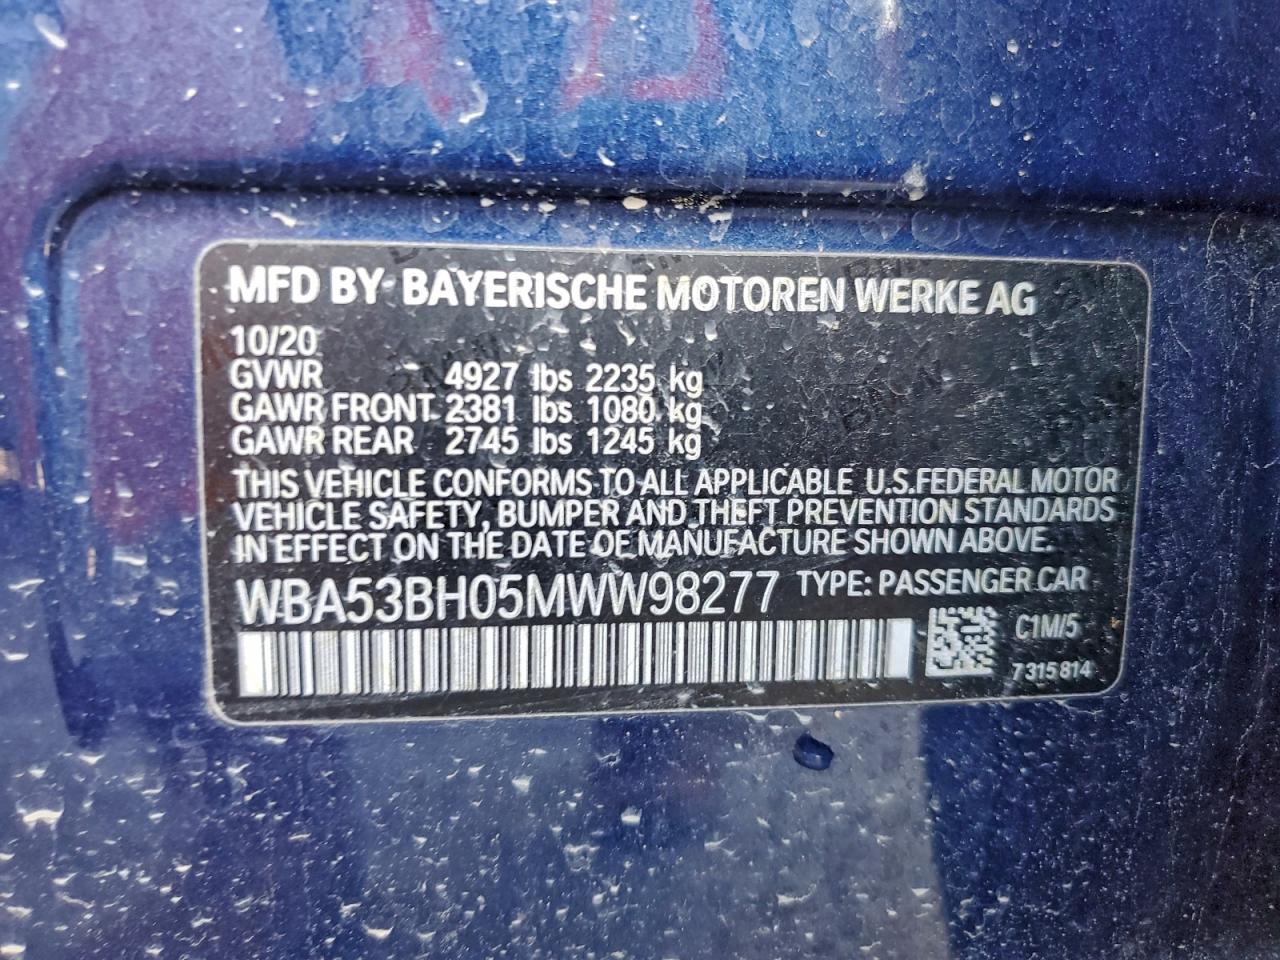 MFD BY BAYERISCHE MOTOREN WERKE AG
10/20
GVWR 4927 lbs 2235 kg
GAWR FRONT 2381 lbs 1080 kg
GAWR REAR 2745 lbs 1245 kg
THIS VEHICLE CONFORMS TO ALL APPLICABLE U.S.FEDERAL MOTOR
VEHICLE SAFETY, BUMPER AND THEFT PREVENTION STANDARDS
IN EFFECT ON THE DATE OF MANUFACTURE SHOWN ABOVE.
WBA53BH05MWW98277 TYPE: PASSENGER CAR
C1M/5
7315814